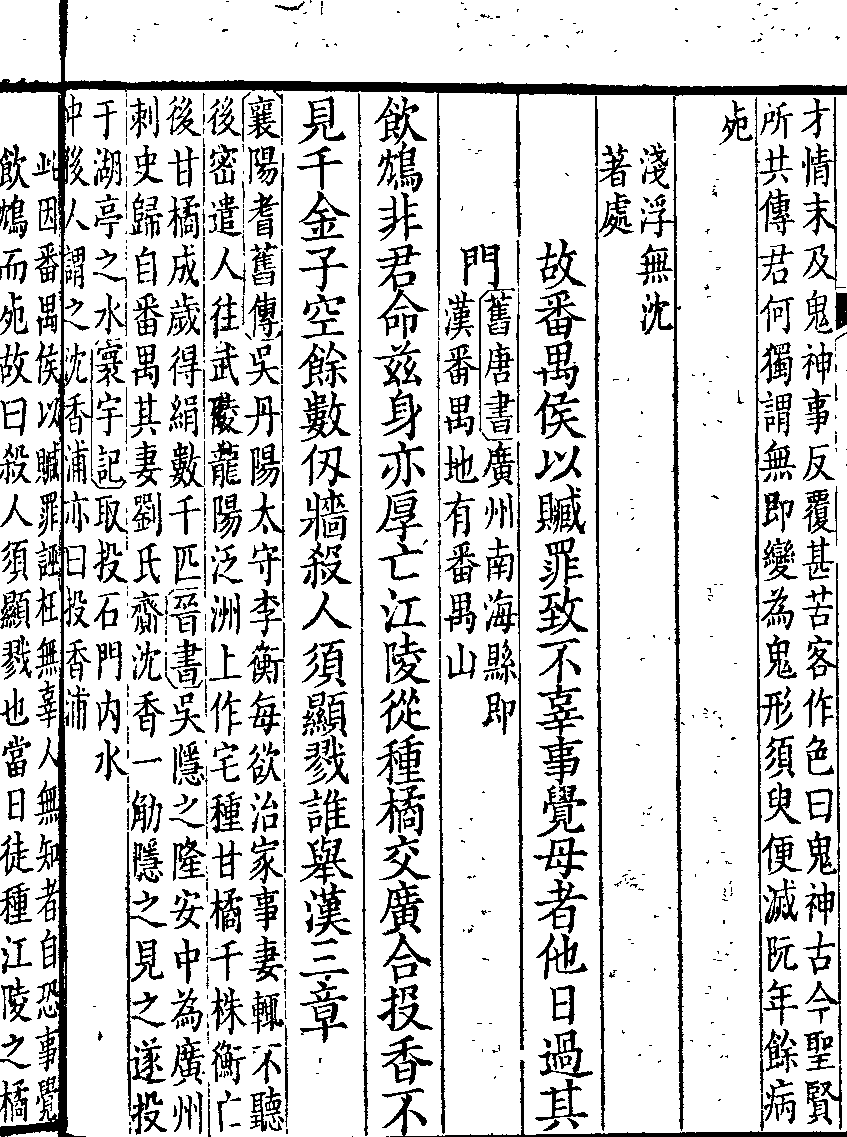 才情末及鬼神事反覆甚苦客作色曰鬼神古今聖賢
所共傳君何獨謂無即變為鬼形須臾便滅阮年餘病
死
淺浮無沈
著處
故番禺侯以贓罪致不辜事覺母者他日過其
門
舊唐書廣州南海縣即
漢番禺地有番禺山
飲鴆非君命茲身亦厚亡江陵從種橘交廣合投香不
見千金子空餘數仞牆殺人須顯戮誰舉漢三章
襄陽耆舊傳吳丹陽太守李衡每欲治家事妻輒不聽
後密遣人往武陵龍陽泛洲上作宅種甘橘千株衡亡
後甘橘成歲得絹數千匹晉書吳隱之隆安中為廣州
刺史歸自番禺其妻劉氏齎沈香一觔隱之見之遂投
于湖亭之水寰宇記取投石門內水
中後人謂之沈香浦亦曰投香浦
此因番禺侯以贓罪誣枉無辜人無知者自恐事覺
飲鴆而死故曰殺人須顯戮也當日徒種江陵之橘